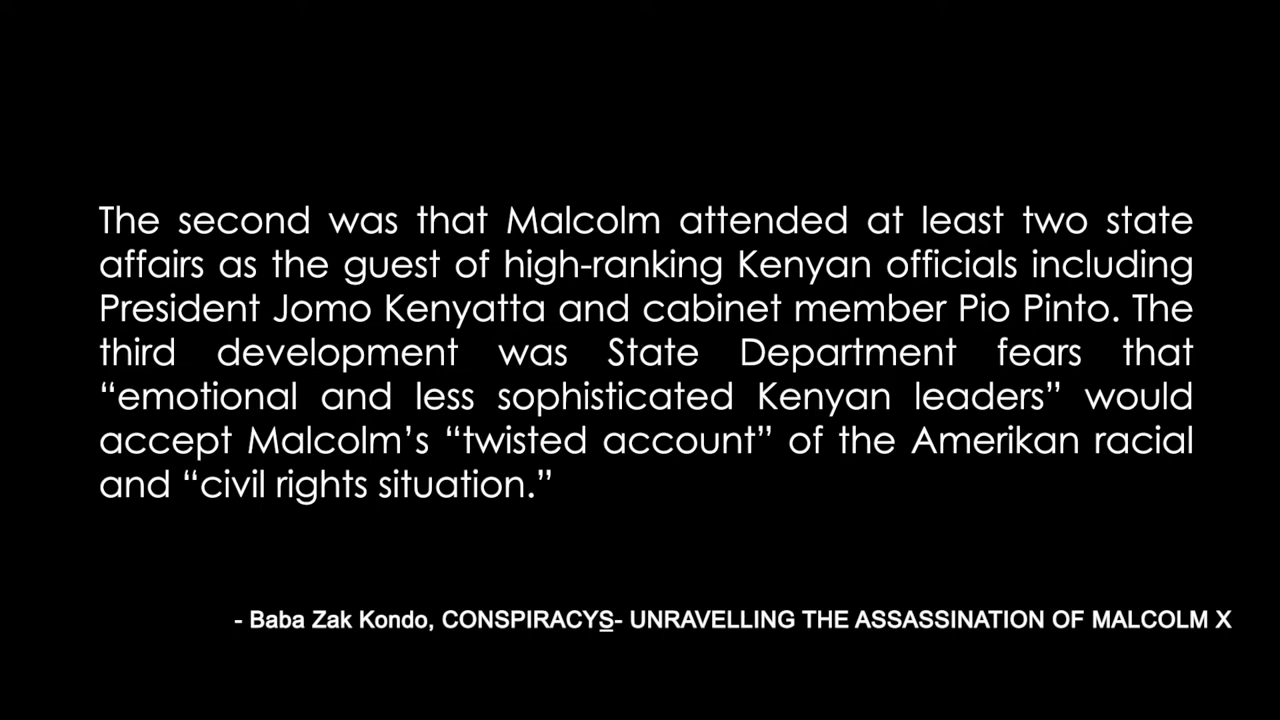 The second was that Malcolm attended at least two state
affairs as the guest of high-ranking Kenyan officials including
President Jomo Kenyatta and cabinet member Pio Pinto. The
third development was State Department fears that
“emotional and less sophisticated Kenyan leaders” would
accept Malcolm’s “twisted account” of the Amerikan racial
and “civil rights situation.”
- Baba Zak Kondo, CONSPIRACYS- UNRAVELLING THE ASSASSINATION OF MALCOLM X